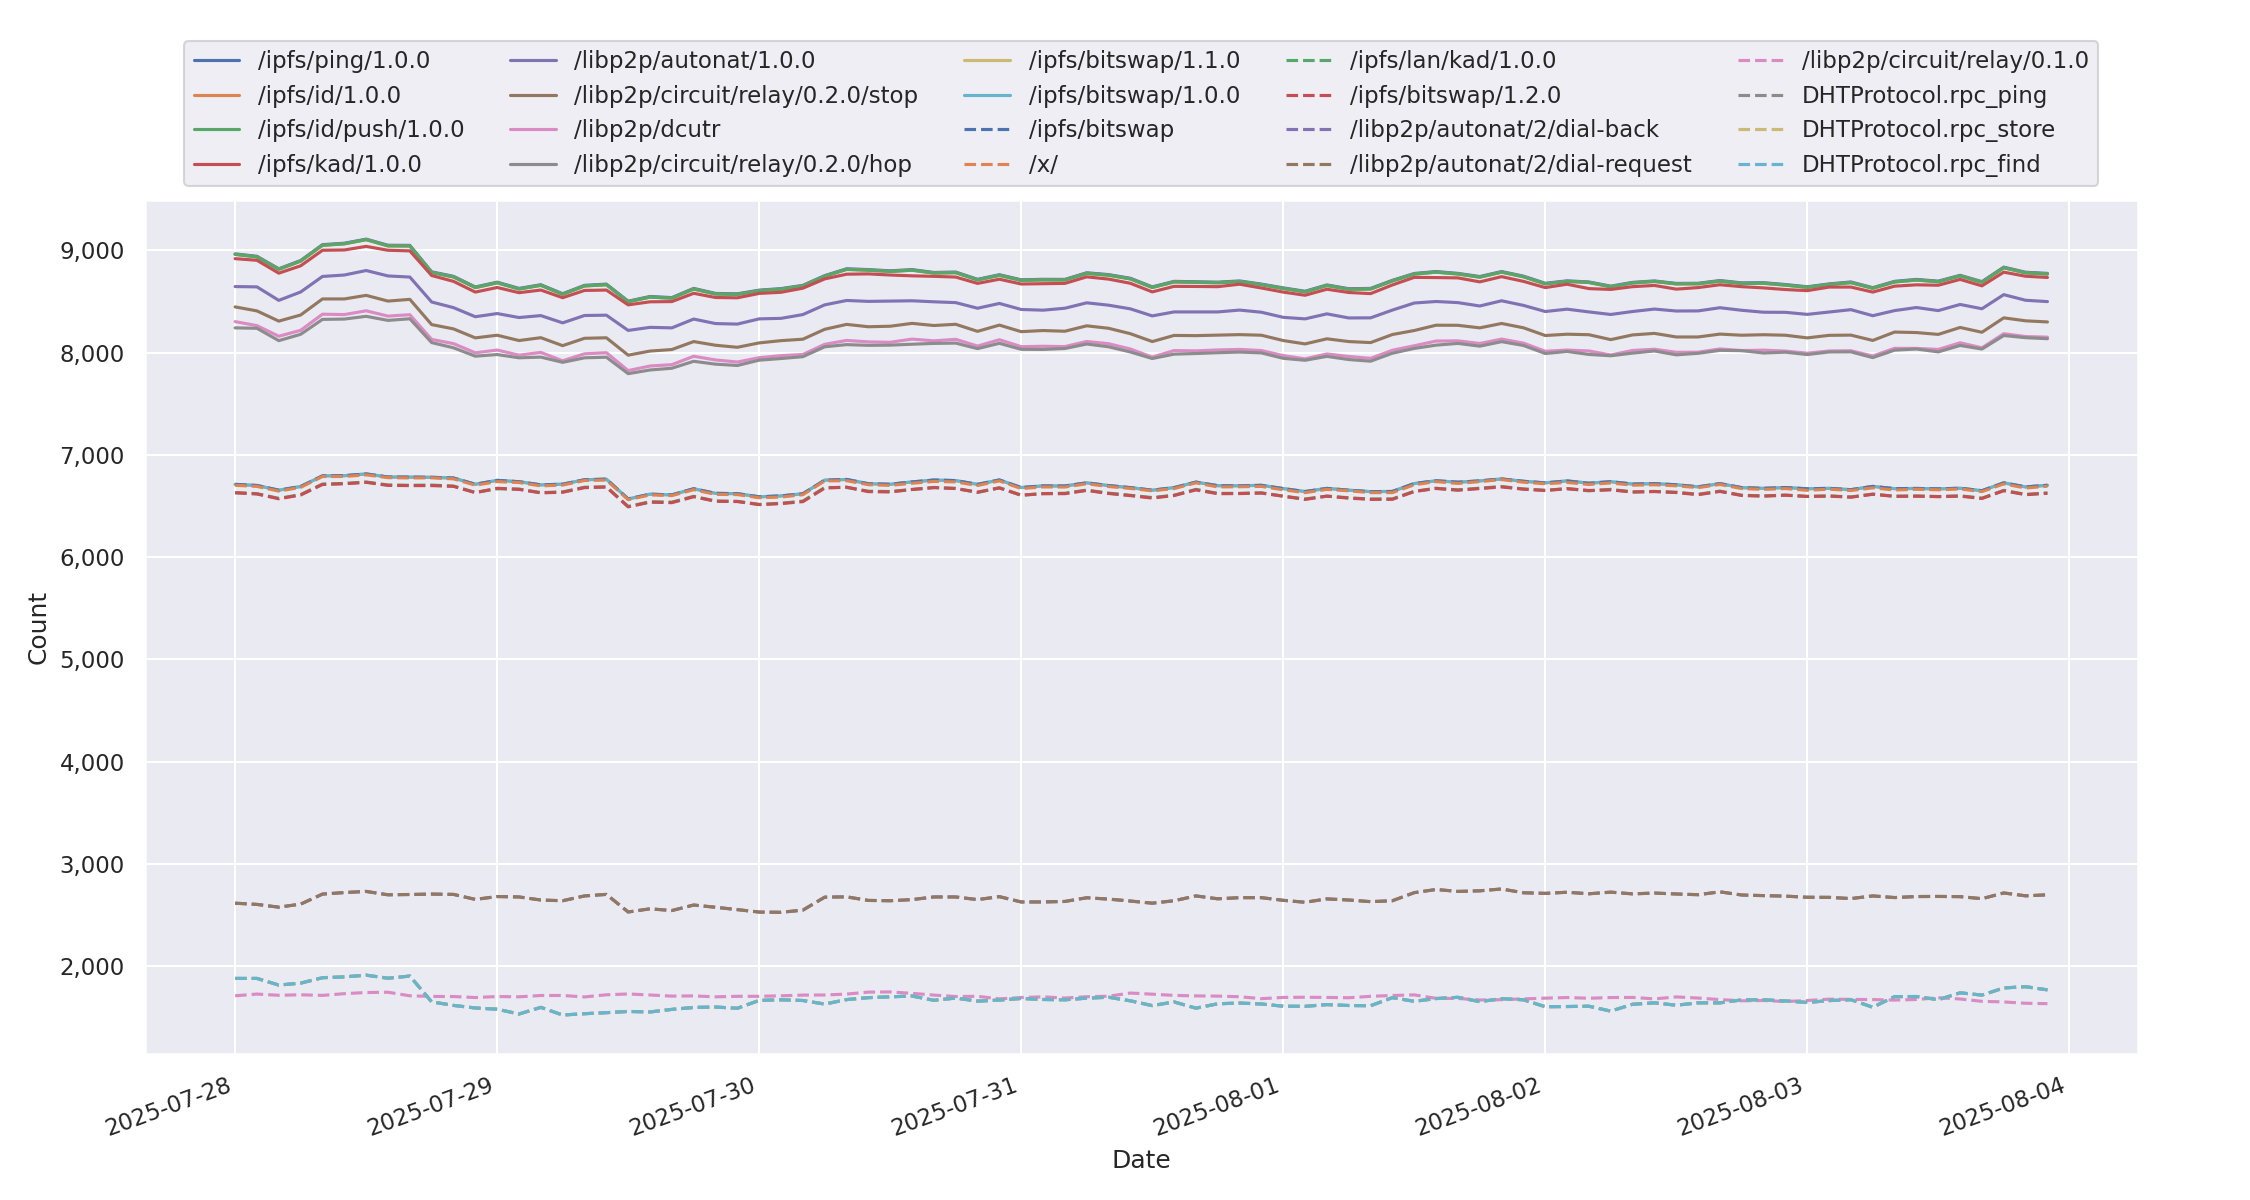 /ipfs/ping/1.0.0
/ipfs/id/1.0.0
/ipfs/id/push/1.0.0
/ipfs/kad/1.0.0
/libp2p/autonat/1.0.0
/libp2p/circuit/relay/0.2.0/stop
/libp2p/dcutr
/libp2p/circuit/relay/0.2.0/hop
/ipfs/bitswap/1.1.0
/ipfs/bitswap/1.0.0
/ipfs/bitswap
/x/
/ipfs/lan/kad/1.0.0
/ipfs/bitswap/1.2.0
/libp2p/autonat/2/dial-back
/libp2p/autonat/2/dial-request
/libp2p/circuit/relay/0.1.0
DHTProtocol.rpc_ping
DHTProtocol.rpc_store
DHTProtocol.rpc_find
9,000
8,000
7,000
6,000
5,000
4,000
3,000
2,000
Count
2025-07-28
2025-07-29
2025-07-30
2025-07-31
2025-08-01
2025-08-02
2025-08-03
2025-08-04
Date